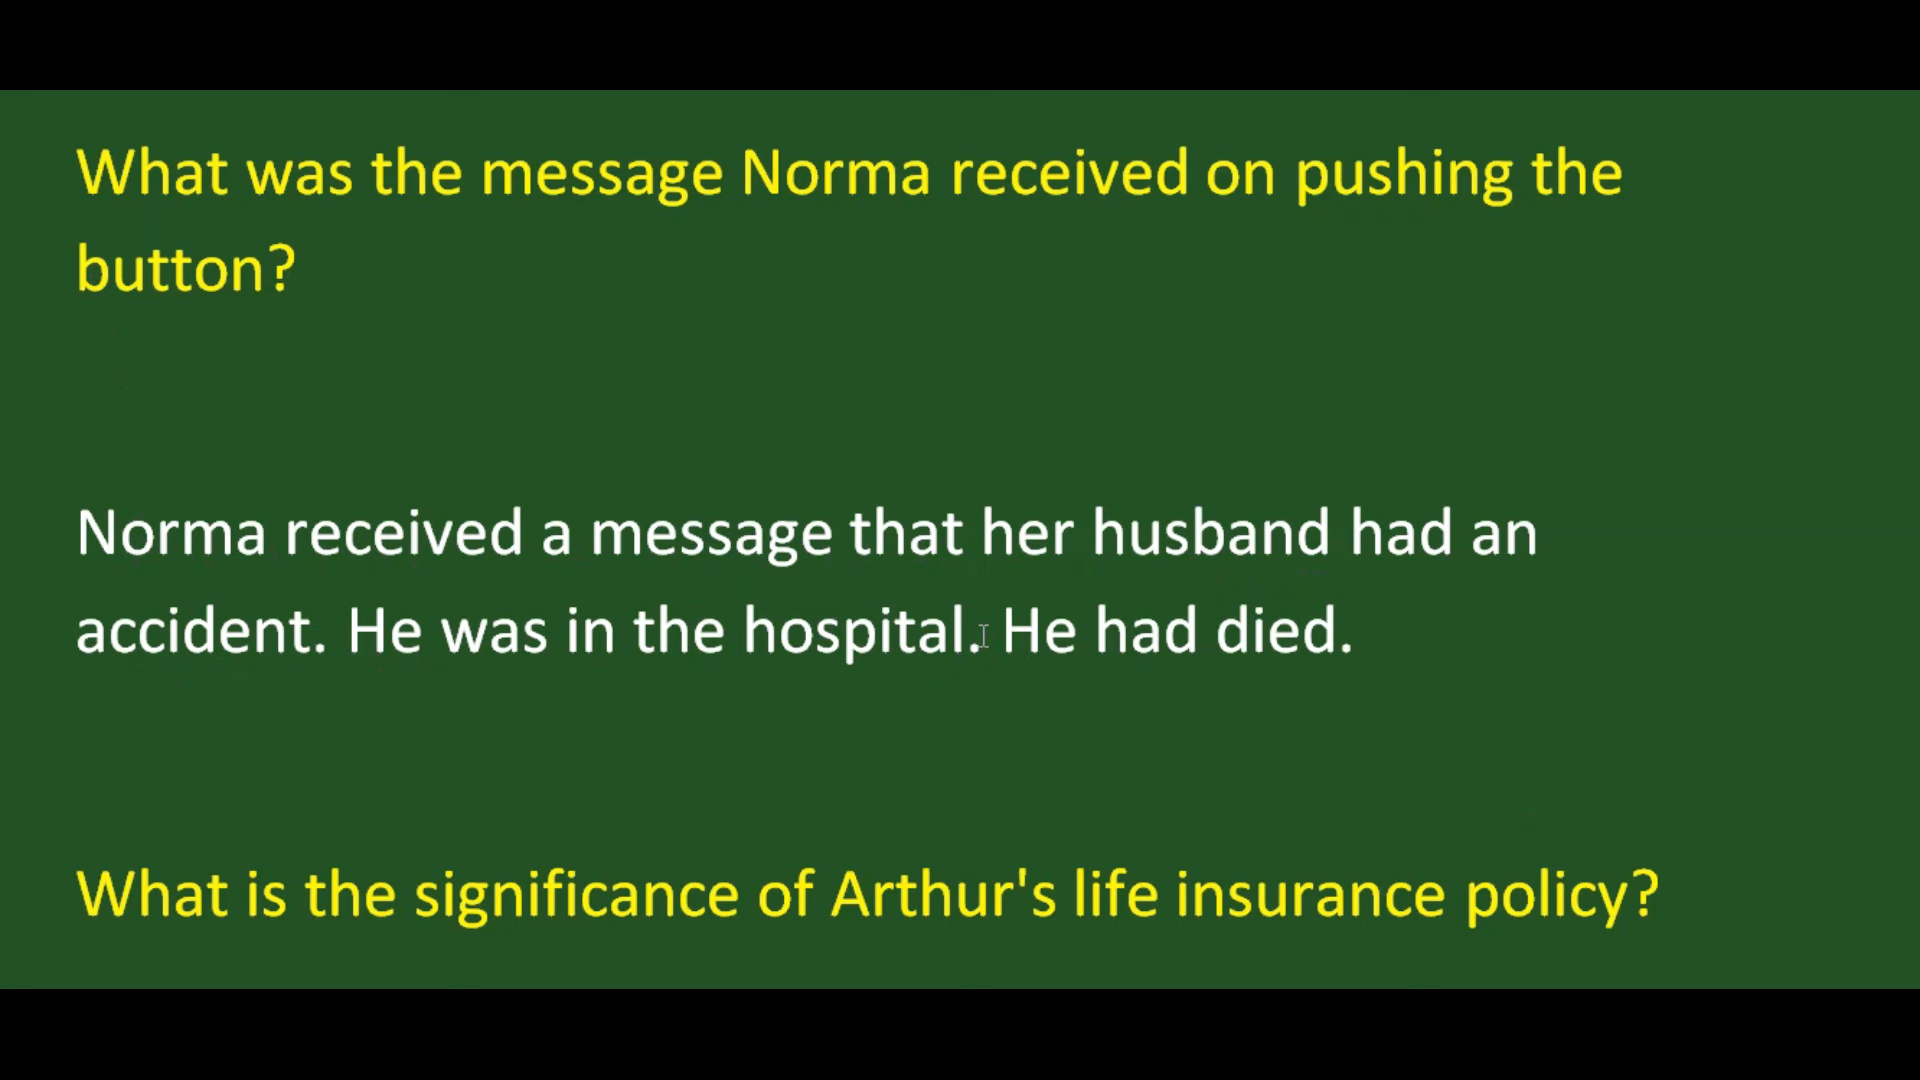 What was the message Norma received on pushing the
button?
Norma received a message that her husband had an
accident. He was in the hospital. He had died.
What is the significance of Arthur's life insurance policy?